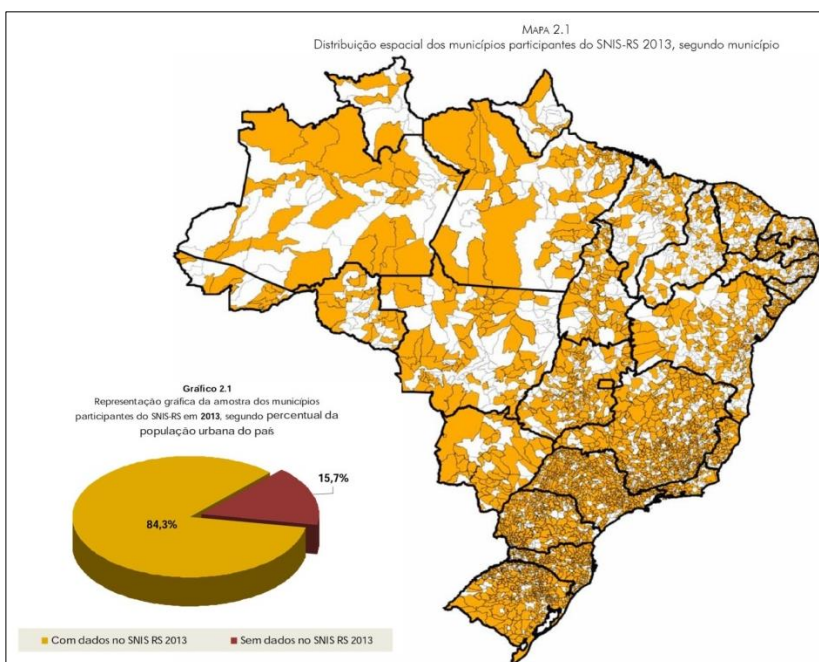 MAPA 2.1
Distribuição espacial dos municípios participantes do SNIS-RS 2013, segundo município
Gráfico 2.1
Representação gráfica da amostra dos municípios
participantes do SNIS-RS em 2013, segundo percentual da
população urbana do país
15,7%
84,3%
Com dados no SNIS RS 2013
Sem dados no SNIS RS 2013